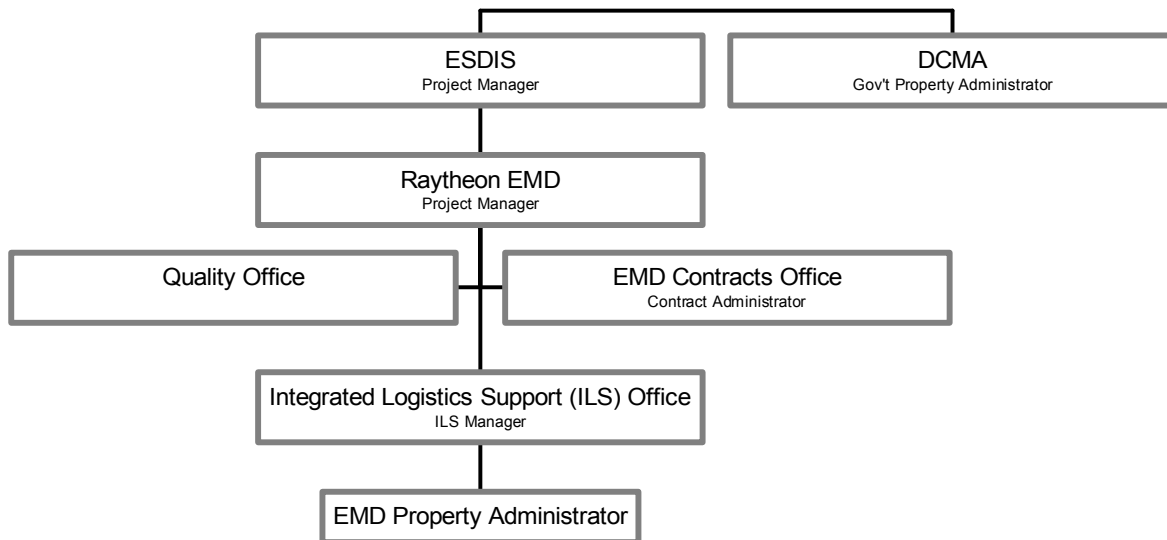 ESDIS
Project Manager
DCMA
Gov't Property Administrator
Raytheon EMD
Project Manager
Quality Office
EMD Contracts Office
Contract Administrator
Integrated Logistics Support (ILS) Office
ILS Manager
EMD Property Administrator